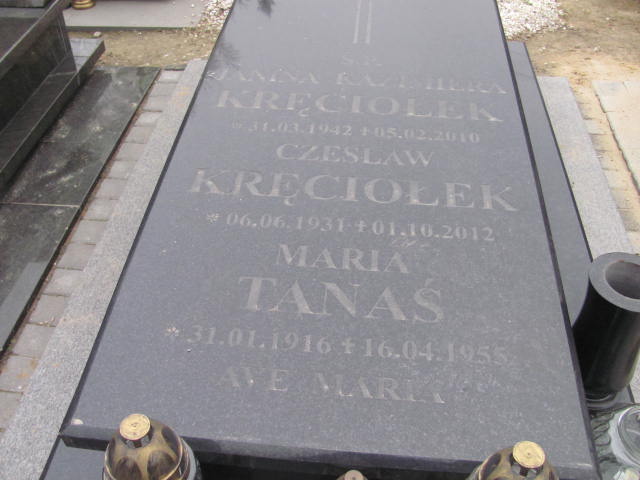 Ś.P.
JANINA KAZIMIERA
KRĘCIOŁEK
* 31.03.1942 + 05.02.2010
CZESŁAW
KRĘCIOŁEK
* 06.06.1931 + 01.10.2012
MARIA
TANAŚ
* 31.01.1916 + 16.04.1955
AVE MARIA